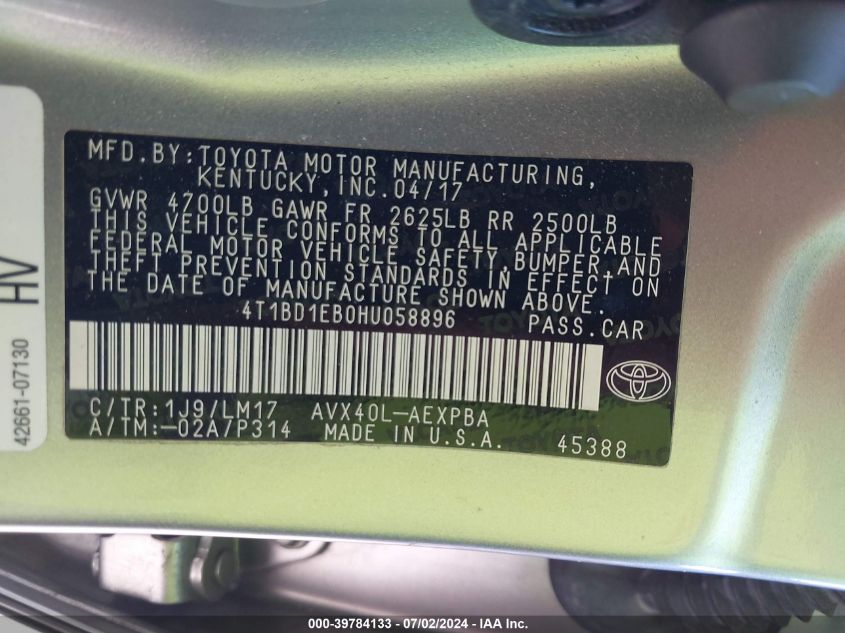 MFD.BY:TOYOTA MOTOR MANUFACTURING,
KENTUCKY, INC.04/17
GVWR 4700LB GAWR FR 2625LB RR 2500LB
THIS VEHICLE CONFORMS TO ALL APPLICABLE
FEDERAL MOTOR VEHICLE SAFETY,BUMPER,AND
THEFT PREVENTION STANDARDS IN EFFECT ON
THE DATE OF MANUFACTURE SHOWN ABOVE.
4T1BD1EB0HU058896 PASS.CAR
C/TR:1J9/LM17 AVX40L-AEXPBA
A/TM:-02A/P314 MADE IN U.S.A. 45388
HV
42661-07130
000-39784133 - 07/02/2024 - IAA Inc.